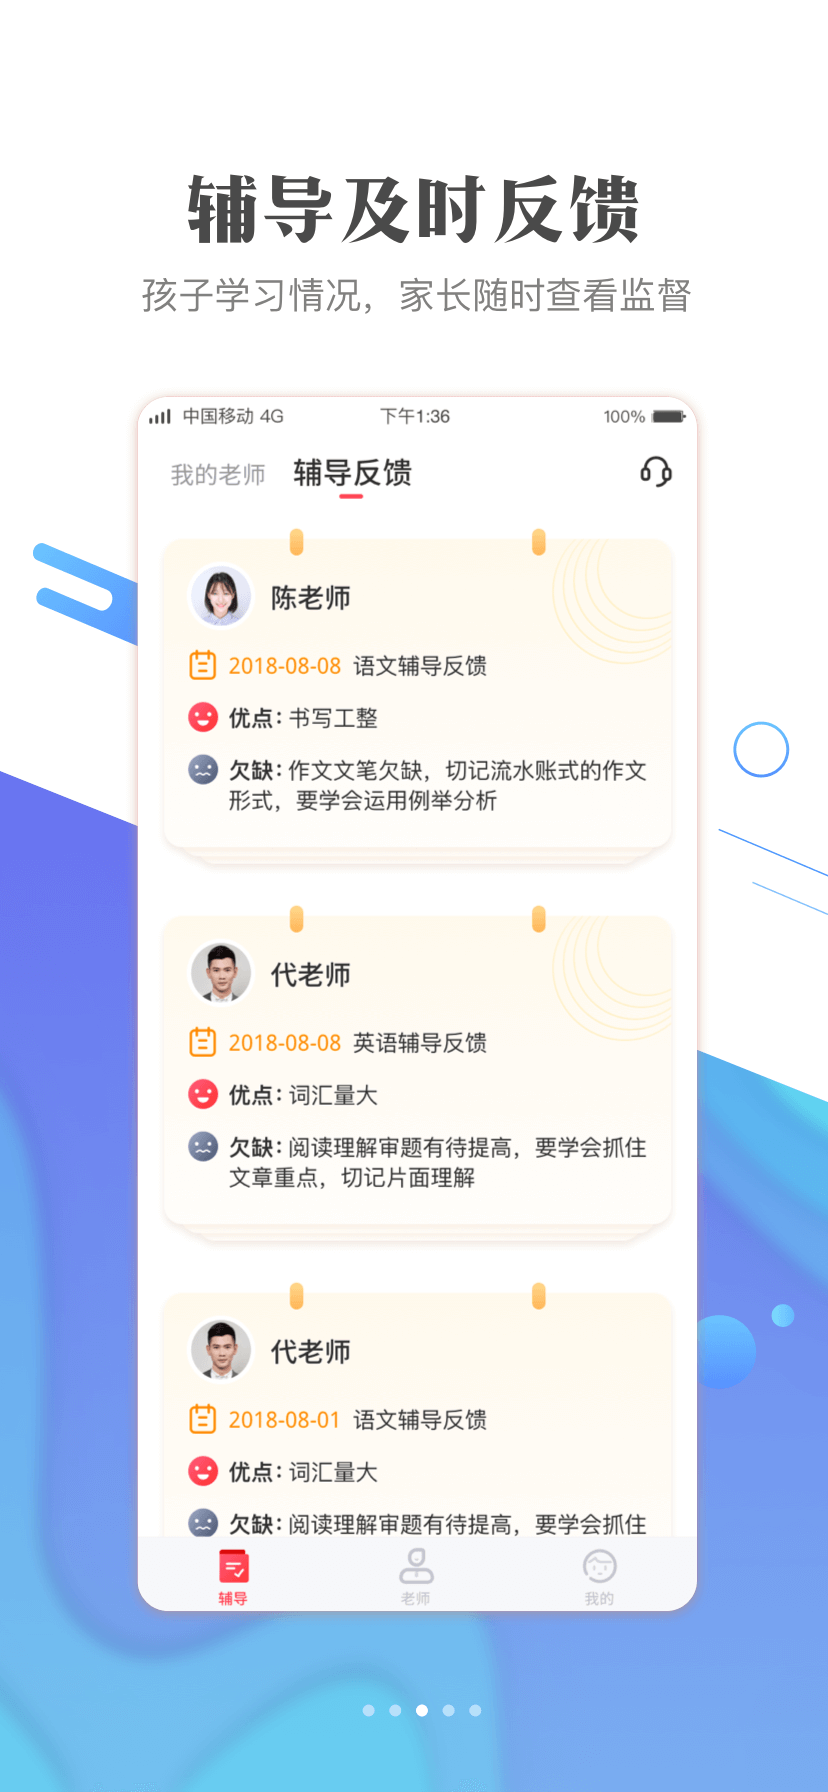 辅导及时反馈
孩子学习情况，家长随时查看监督
中国移动 4G 下午1:36 100%
我的老师 辅导反馈
陈老师
2018-08-08 语文辅导反馈
优点：书写工整
欠缺：作文文笔欠缺，切记流水账式的作文
形式，要学会运用例举分析
代老师
2018-08-08 英语辅导反馈
优点：词汇量大
欠缺：阅读理解审题有待提高，要学会抓住
文章重点，切记片面理解
代老师
2018-08-01 语文辅导反馈
优点：词汇量大
欠缺：阅读理解审题有待提高，要学会抓住
辅导 老师 我的